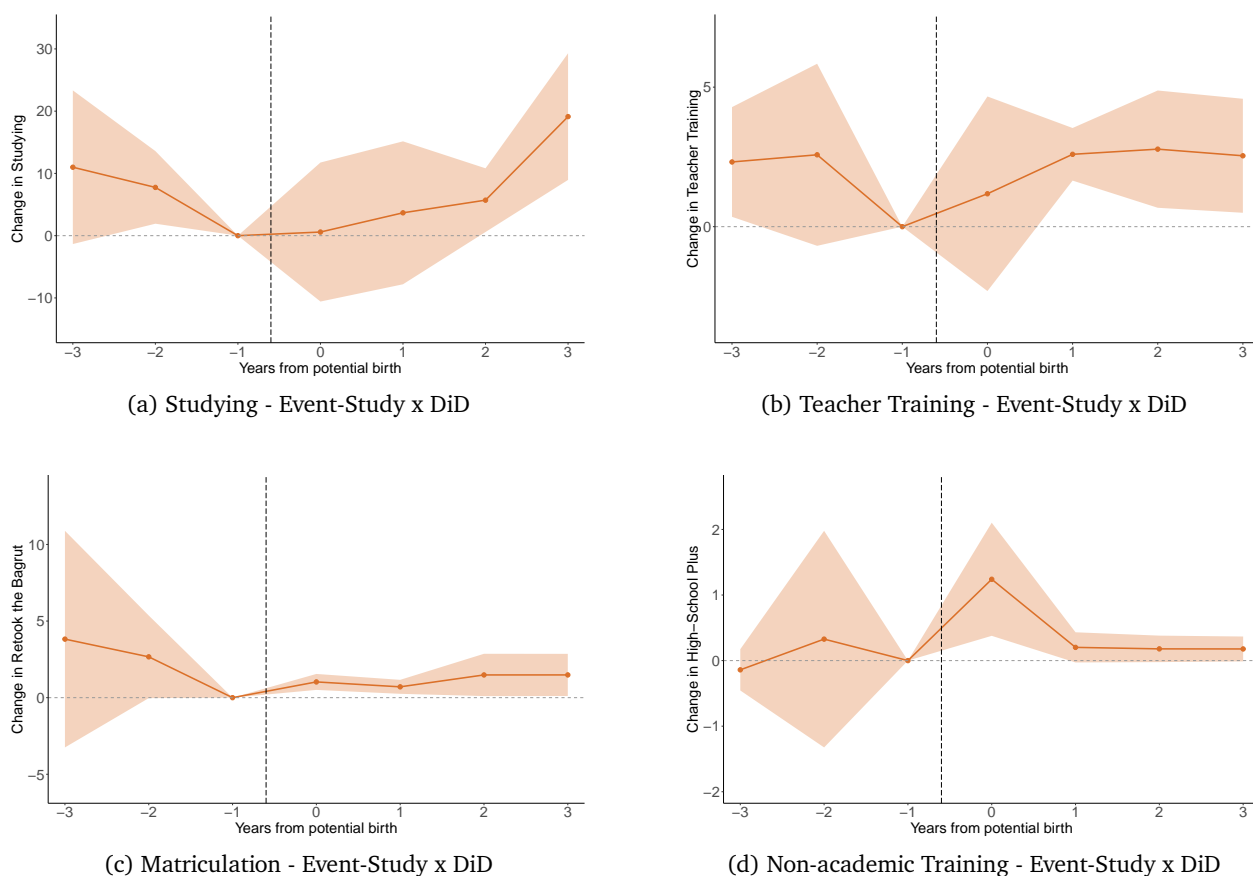 30
20
10
0
−10
Change in Studying
−3 −2 −1 0 1 2 3
Years from potential birth
(a) Studying - Event-Study x DiD
5
0
Change in Teacher Training
−3 −2 −1 0 1 2 3
Years from potential birth
(b) Teacher Training - Event-Study x DiD
10
5
0
−5
Change in Retook the Bagrut
−3 −2 −1 0 1 2 3
Years from potential birth
(c) Matriculation - Event-Study x DiD
2
1
0
−1
−2
Change in High−School Plus
−3 −2 −1 0 1 2 3
Years from potential birth
(d) Non-academic Training - Event-Study x DiD